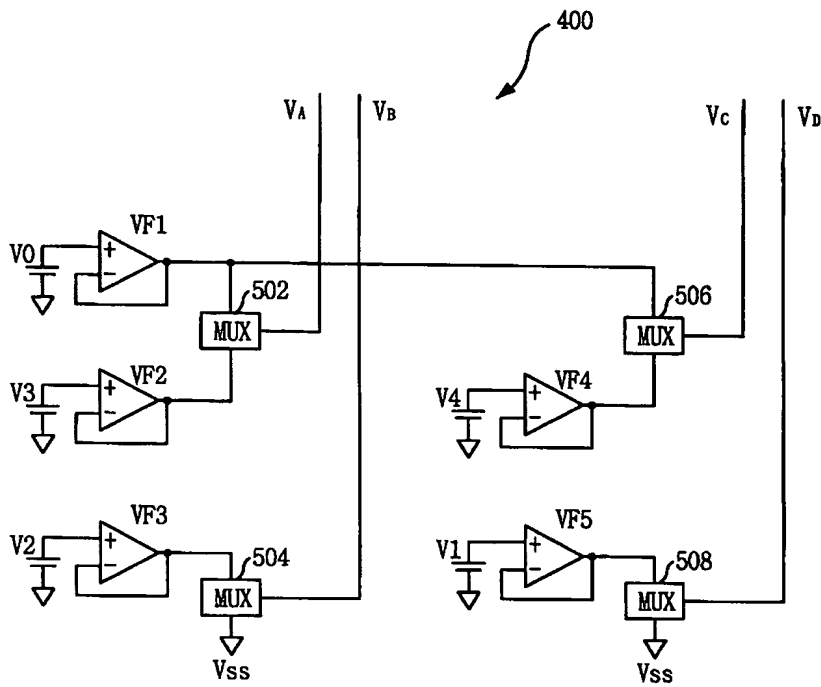 400
VA VB VC VD
VF1
V0 + −
502 506
MUX MUX
VF2 VF4
V3 + − V4 + −
VF3 VF5
V2 + − V1 + −
504 508
MUX MUX
VSS VSS